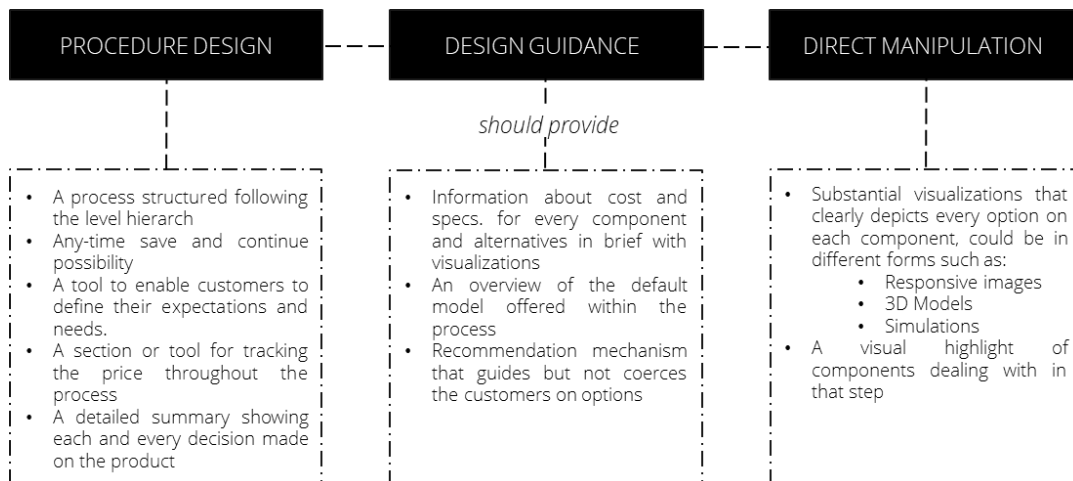 PROCEDURE DESIGN
DESIGN GUIDANCE
DIRECT MANIPULATION
should provide
• A process structured following
the level hierarch
• Any-time save and continue
possibility
• A tool to enable customers to
define their expectations and
needs.
• A section or tool for tracking
the price throughout the
process
• A detailed summary showing
each and every decision made
on the product
• Information about cost and
specs. for every component
and alternatives in brief with
visualizations
• An overview of the default
model offered within the
process
• Recommendation mechanism
that guides but not coerces
the customers on options
• Substantial visualizations that
clearly depicts every option on
each component, could be in
different forms such as:
• Responsive images
• 3D Models
• Simulations
• A visual highlight of
components dealing with in
that step